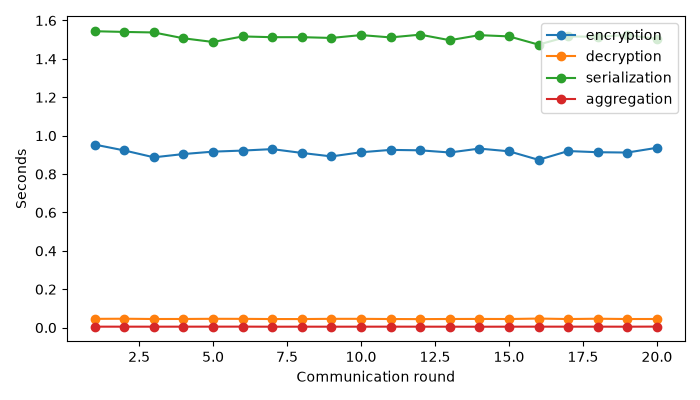 1.6
1.4
1.2
1.0
0.8
0.6
0.4
0.2
0.0
Seconds
encryption
decryption
serialization
aggregation
2.5 5.0 7.5 10.0 12.5 15.0 17.5 20.0
Communication round